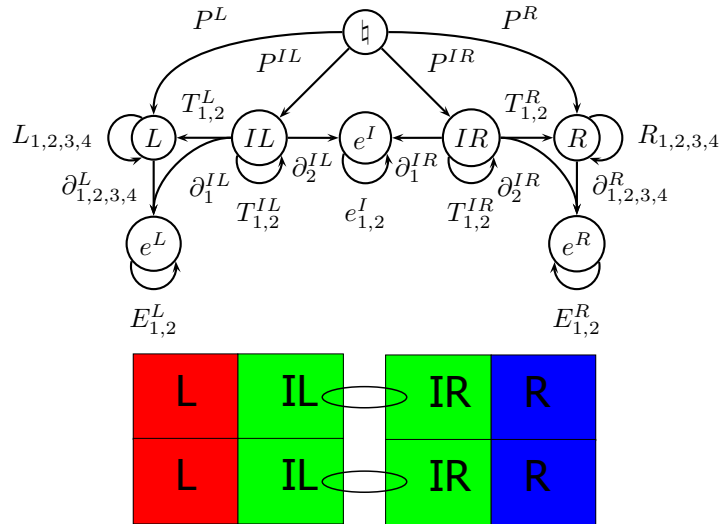 P^L ♮ P^R
P^{IL} P^{IR}
T^L_{1,2} T^R_{1,2}
L_{1,2,3,4} L IL e^I IR R R_{1,2,3,4}
∂^L_{1,2,3,4} ∂^{IL}_1 ∂^{IL}_2 ∂^{IR}_1 ∂^{IR}_2 ∂^R_{1,2,3,4}
T^{IL}_{1,2} e^I_{1,2} T^{IR}_{1,2}
e^L e^R
E^L_{1,2} E^R_{1,2}
L IL IR R
L IL IR R